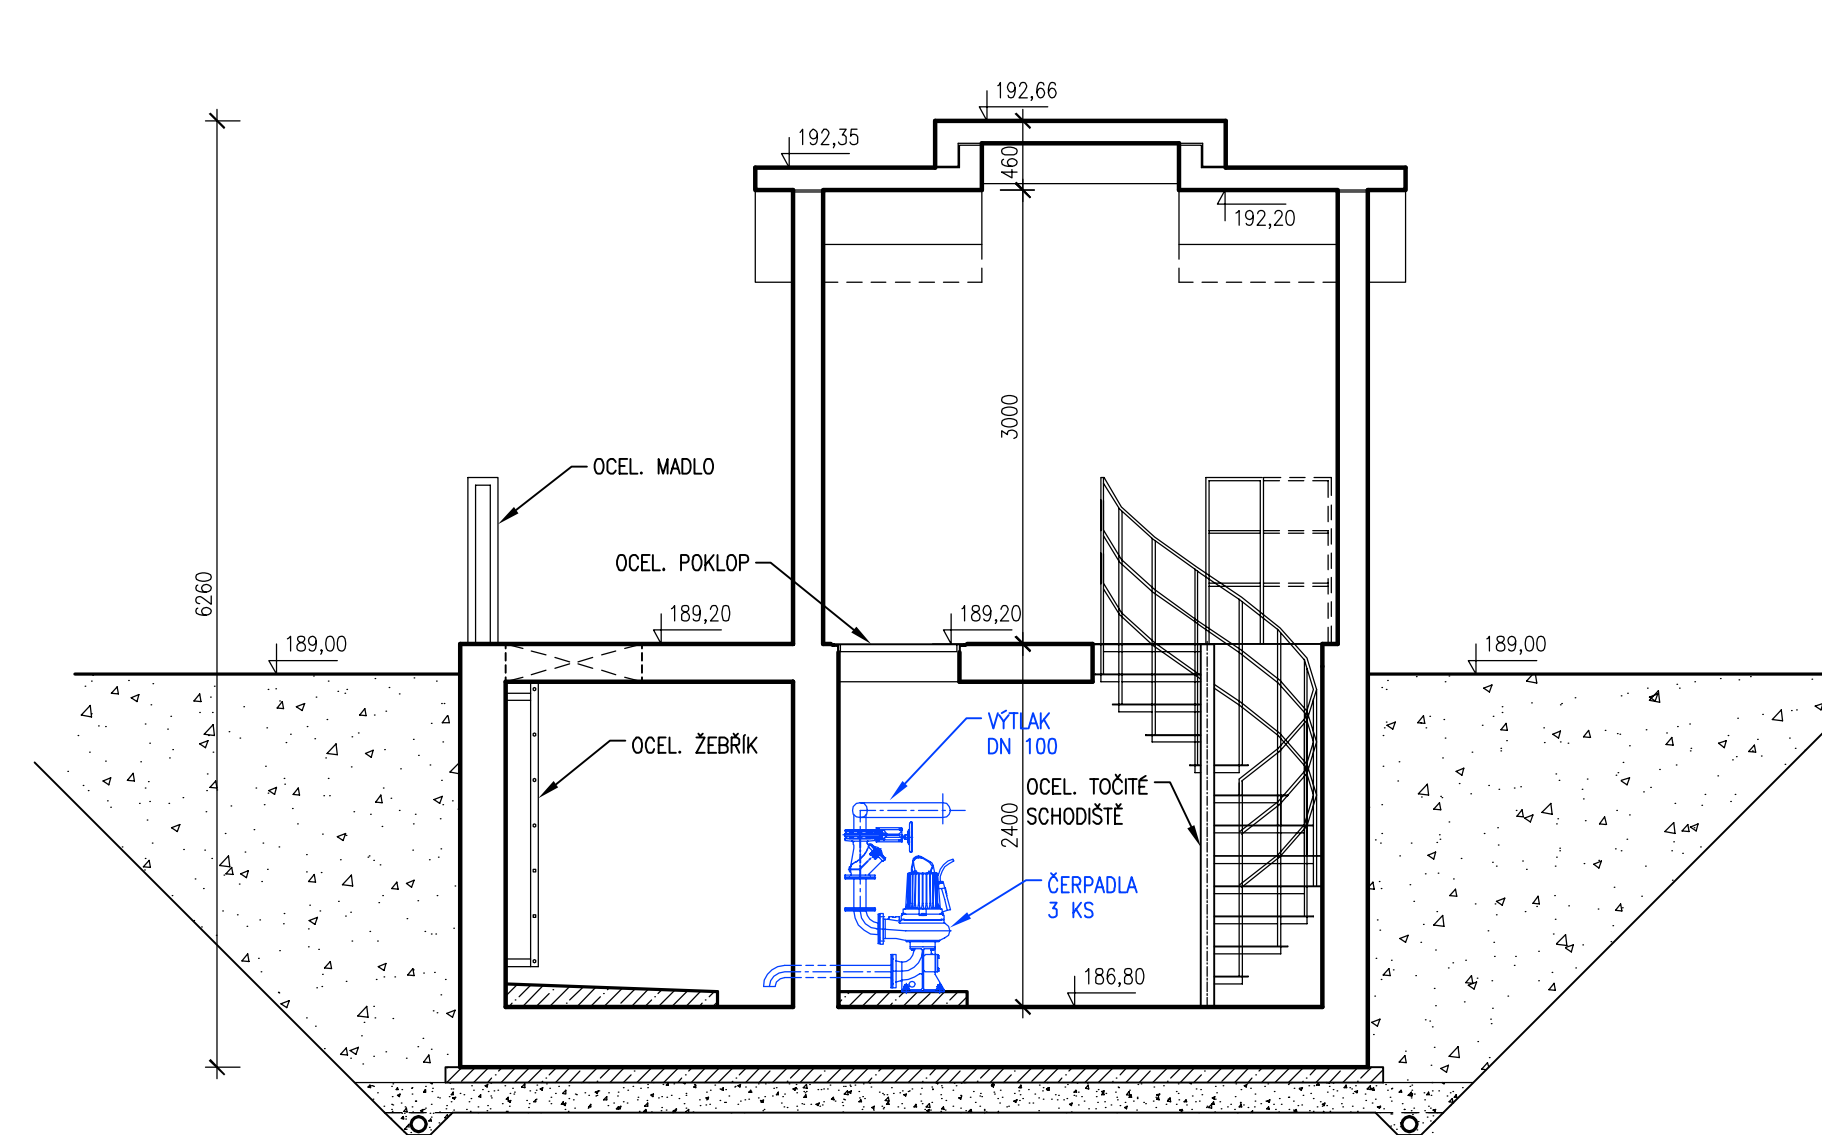 192,66
192,35
460
192,20
3000
OCEL. MADLO
OCEL. POKLOP
6260
189,20
189,20
189,00
189,00
VÝTLAK
DN 100
OCEL. ŽEBŘÍK
OCEL. TOČITÉ
SCHODIŠTĚ
2400
ČERPADLA
3 KS
186,80